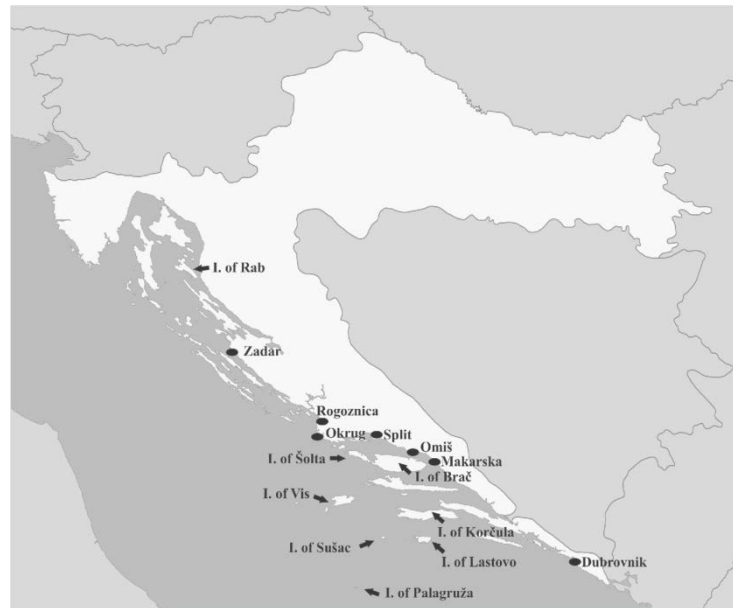 I. of Rab
Zadar
Rogoznica
Okrug
Split
Omiš
I. of Šolta
Makarska
I. of Brač
I. of Vis
I. of Korčula
I. of Sušac
I. of Lastovo
Dubrovnik
I. of Palagruža